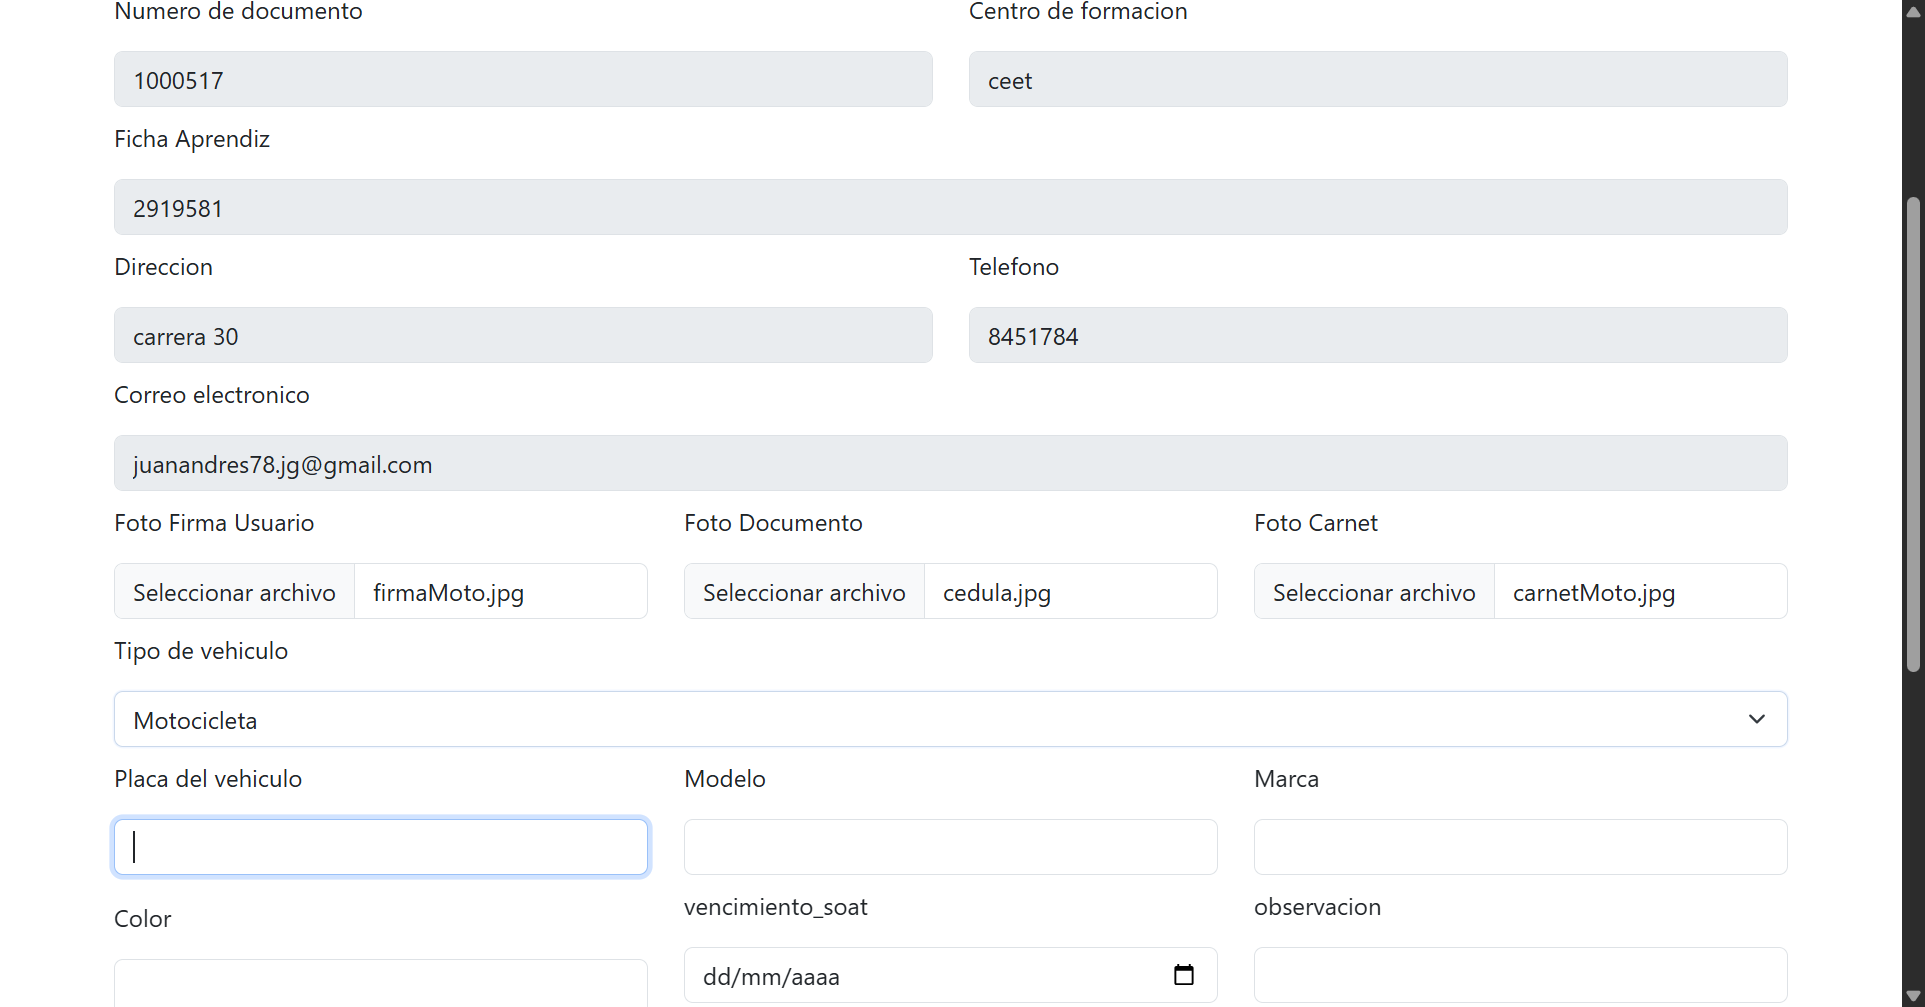 Numero de documento
Centro de formacion
1000517
ceet
Ficha Aprendiz
2919581
Direccion
Telefono
carrera 30
8451784
Correo electronico
juanandres78.jg@gmail.com
Foto Firma Usuario
Foto Documento
Foto Carnet
Seleccionar archivo firmaMoto.jpg
Seleccionar archivo cedula.jpg
Seleccionar archivo carnetMoto.jpg
Tipo de vehiculo
Motocicleta
Placa del vehiculo
Modelo
Marca
Color
vencimiento_soat
observacion
dd/mm/aaaa